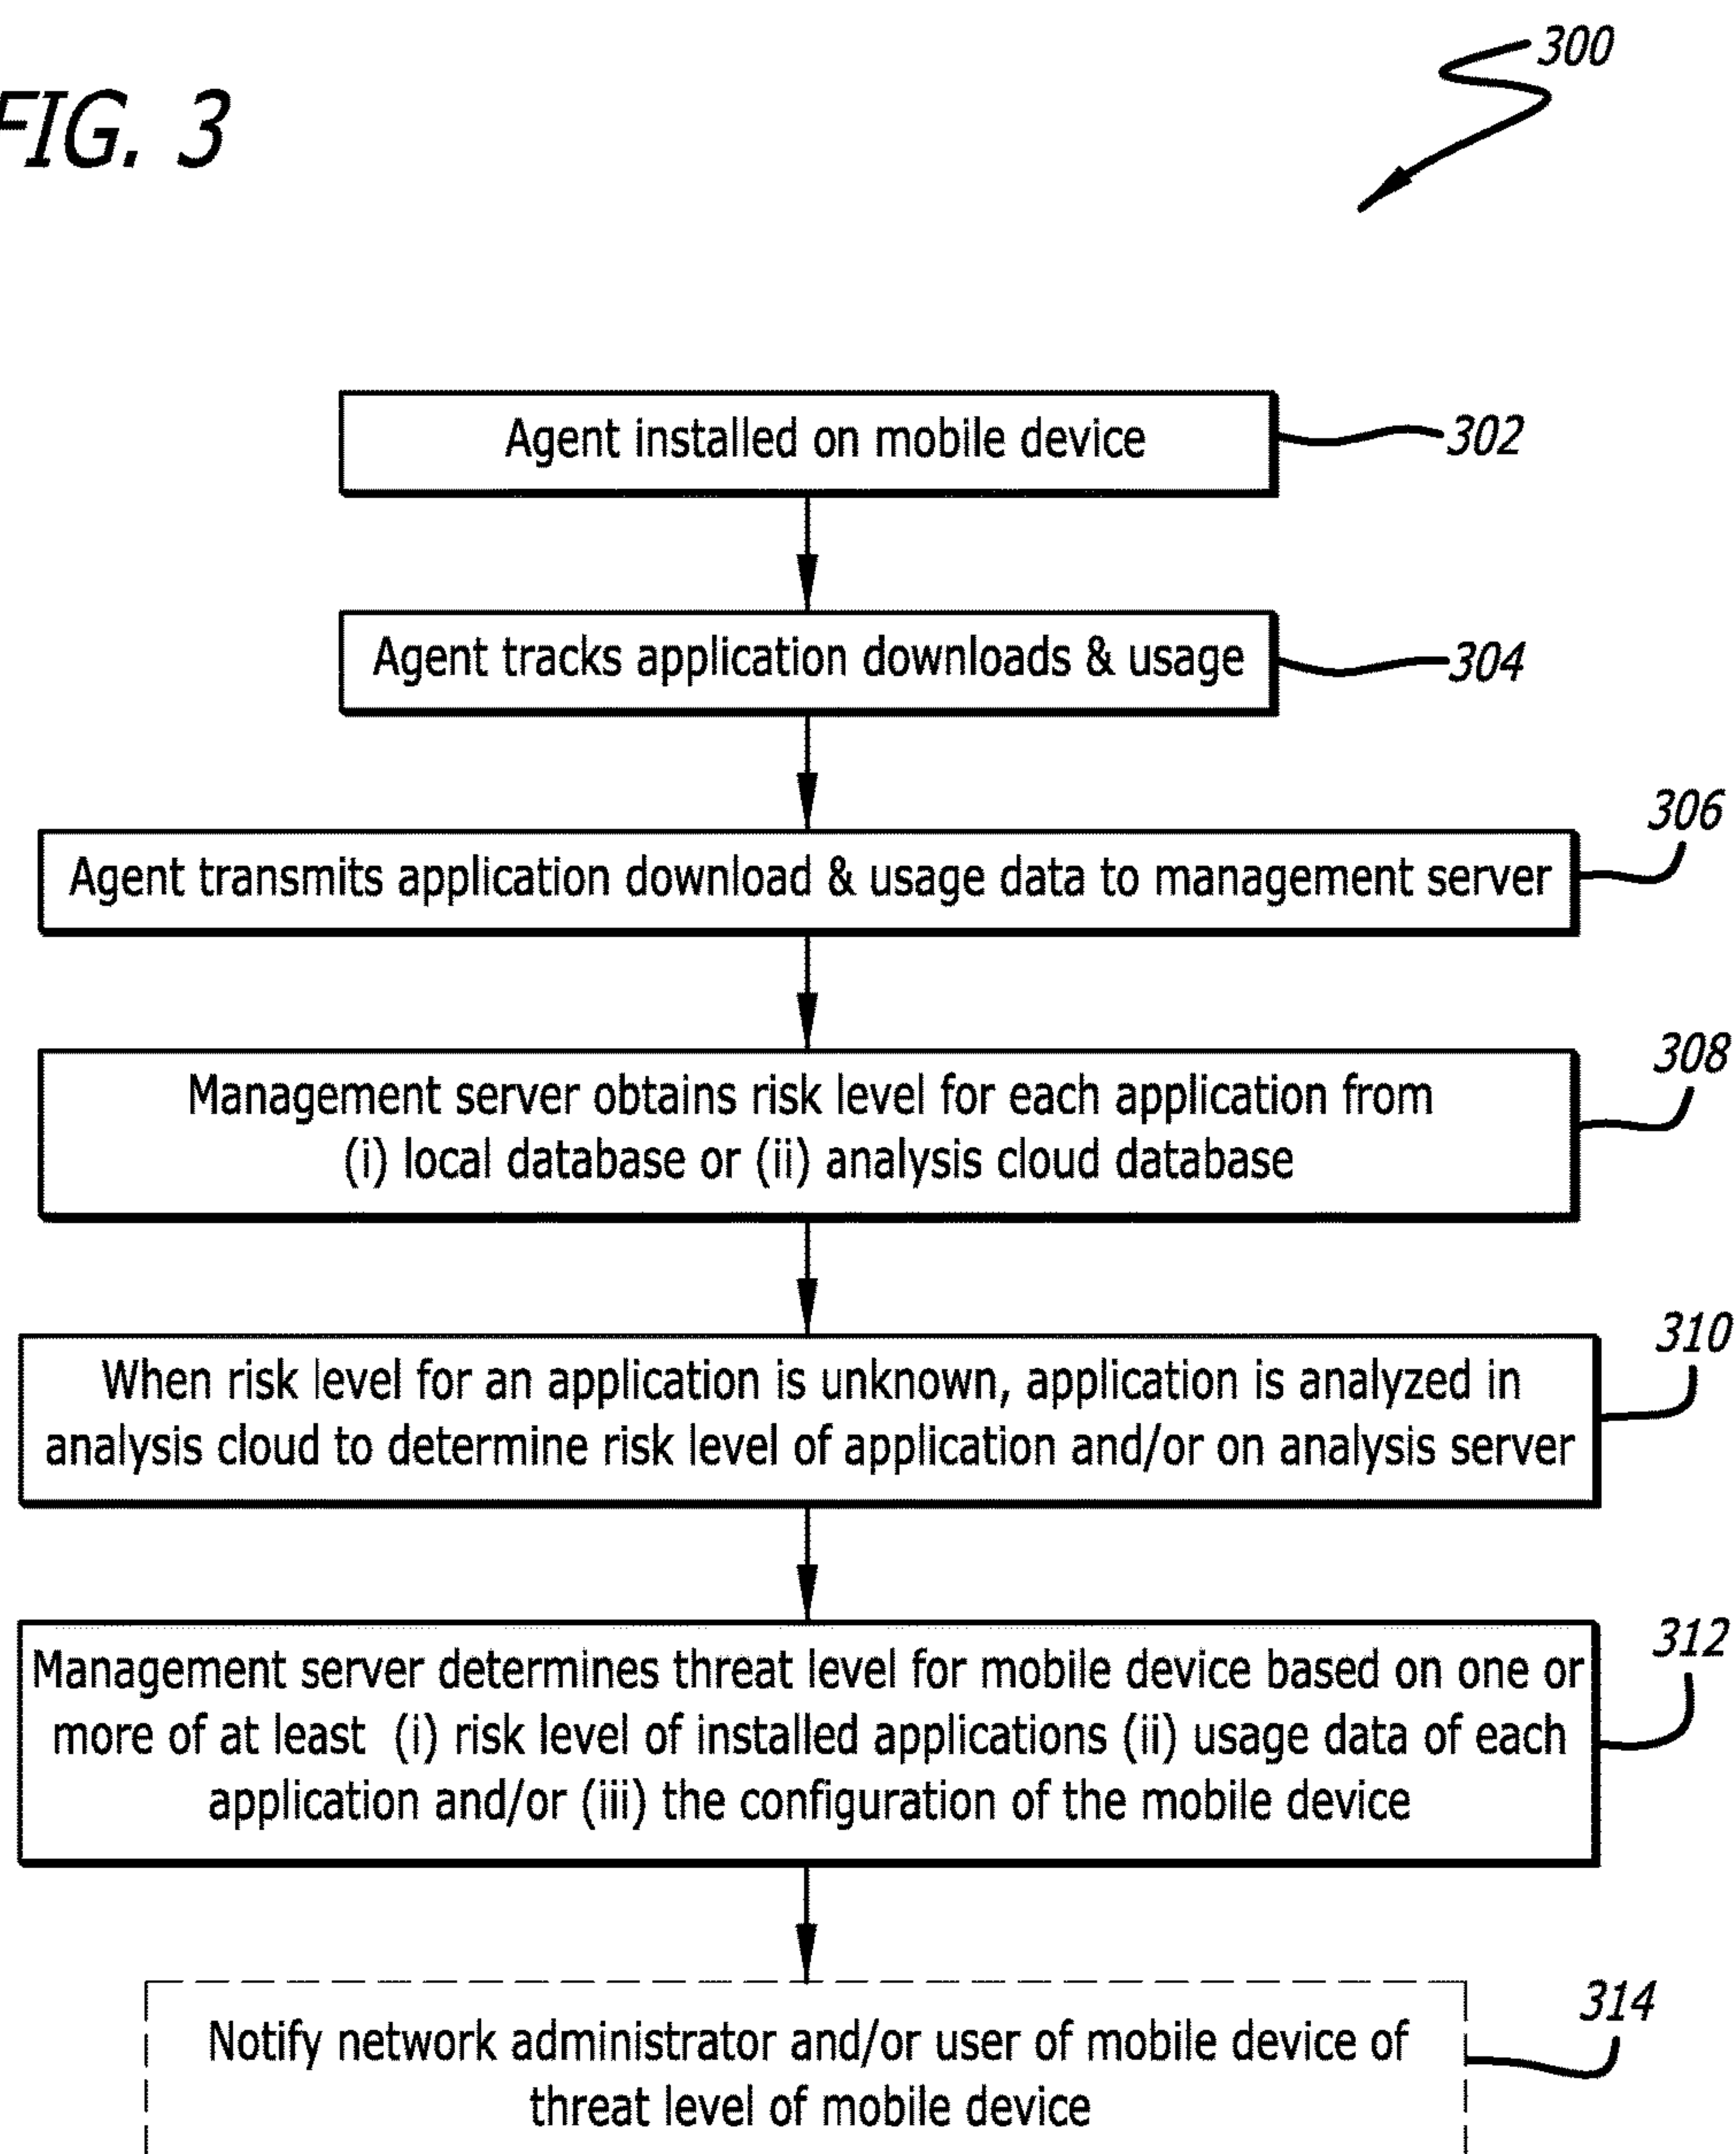 FIG. 3
300
Agent installed on mobile device
302
Agent tracks application downloads & usage
304
306
Agent transmits application download & usage data to management server
308
Management server obtains risk level for each application from
(i) local database or (ii) analysis cloud database
310
When risk level for an application is unknown, application is analyzed in
analysis cloud to determine risk level of application and/or on analysis server
312
Management server determines threat level for mobile device based on one or
more of at least (i) risk level of installed applications (ii) usage data of each
application and/or (iii) the configuration of the mobile device
314
Notify network administrator and/or user of mobile device of
threat level of mobile device